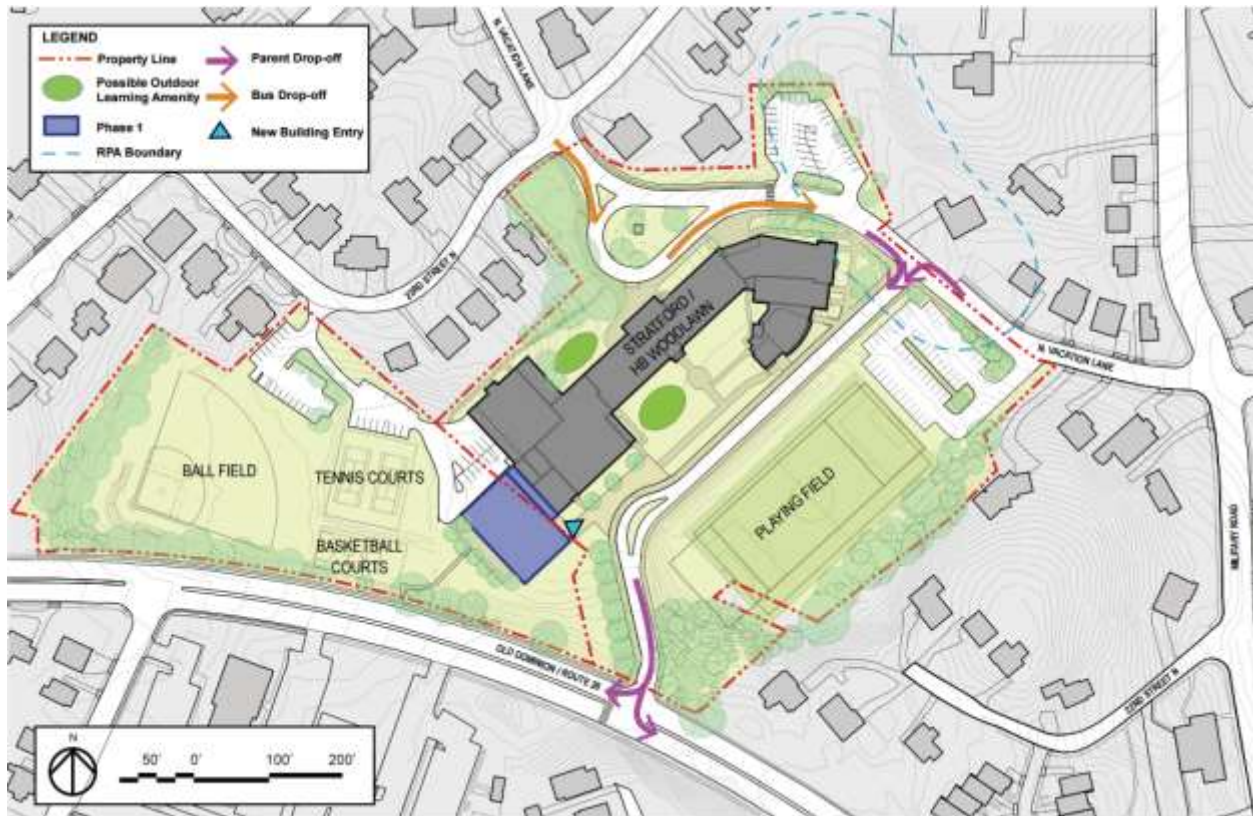 LEGEND
Property Line
Parent Drop-off
Possible Outdoor
Learning Amenity
Bus Drop-off
Phase 1
New Building Entry
RPA Boundary
N VACATION LANE
23RD STREET N
STRATFORD /
HB WOODLAWN
N VACATION LANE
BALL FIELD
TENNIS COURTS
BASKETBALL
COURTS
PLAYING FIELD
MILITARY ROAD
OLD DOMINION / ROUTE 29
22RD STREET N
N
50' 0' 100' 200'